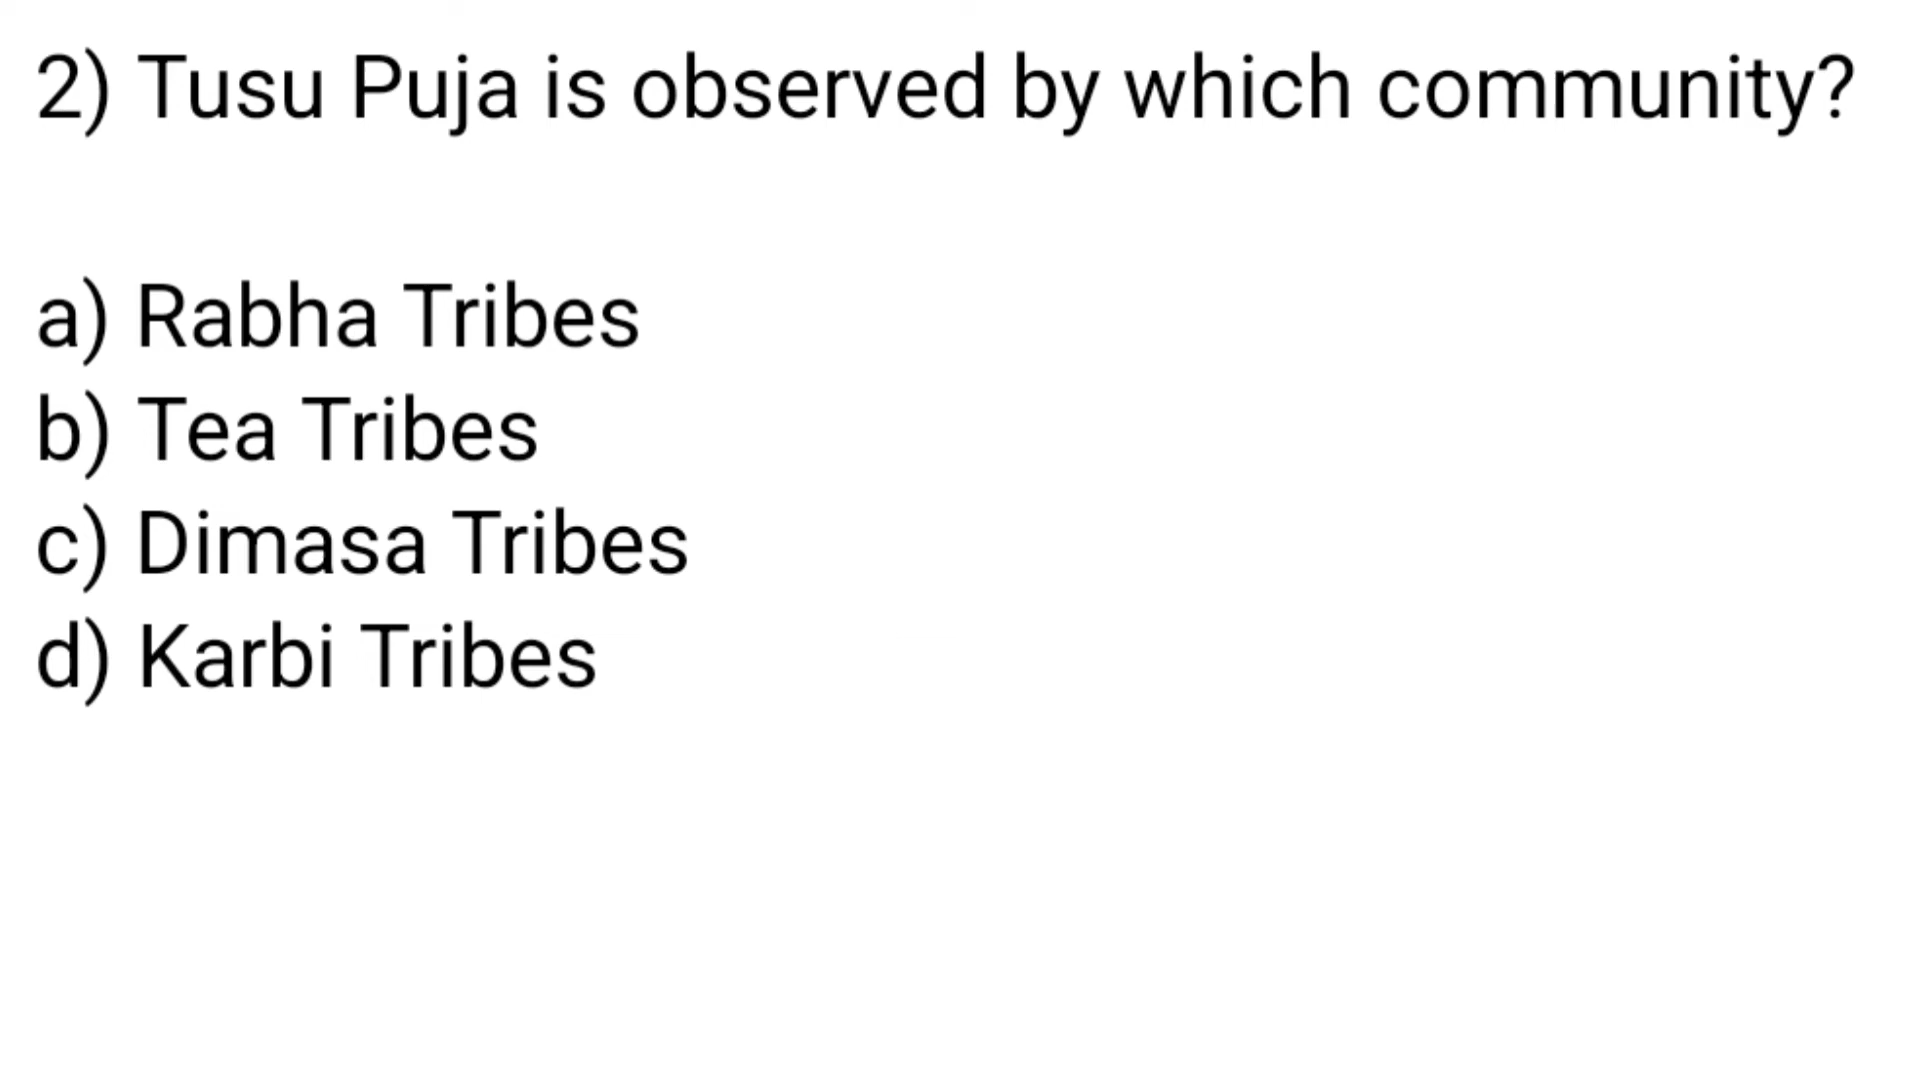 2) Tusu Puja is observed by which community?
a) Rabha Tribes
b) Tea Tribes
c) Dimasa Tribes
d) Karbi Tribes